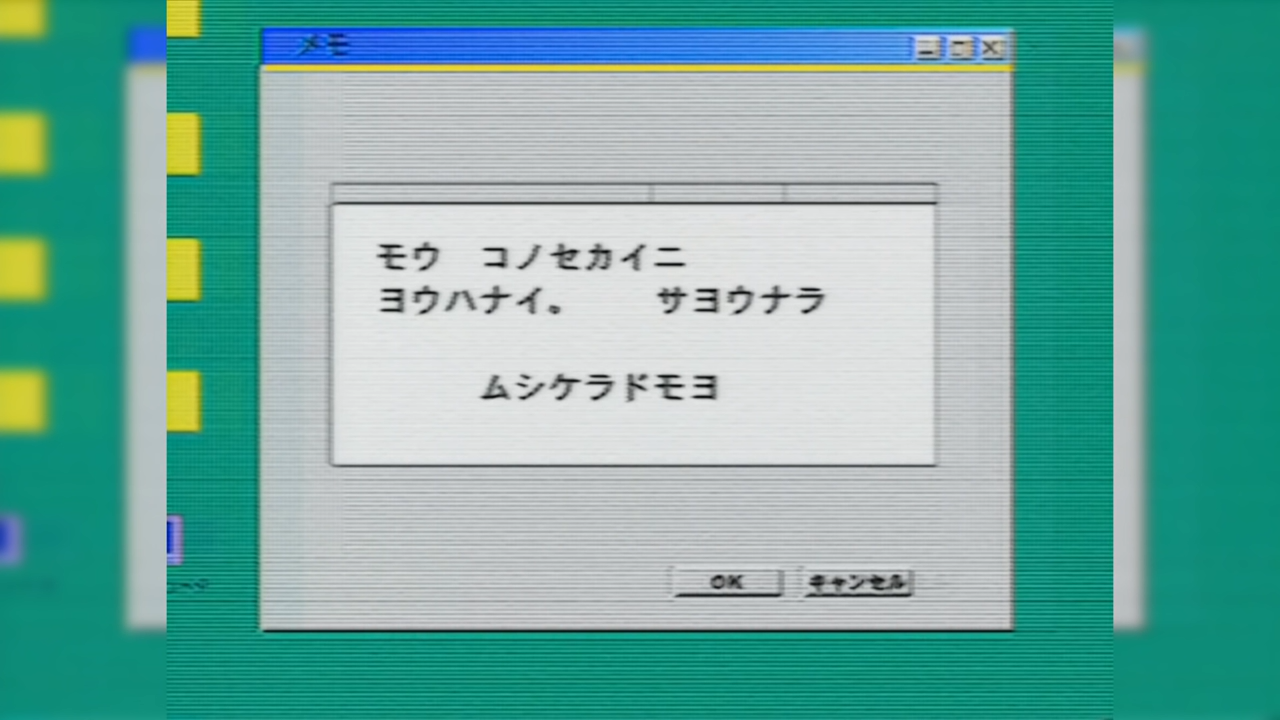 メモ
モウ　コノセカイニ
ヨウハナイ。　　サヨウナラ
ムシケラドモヨ
OK
キャンセル